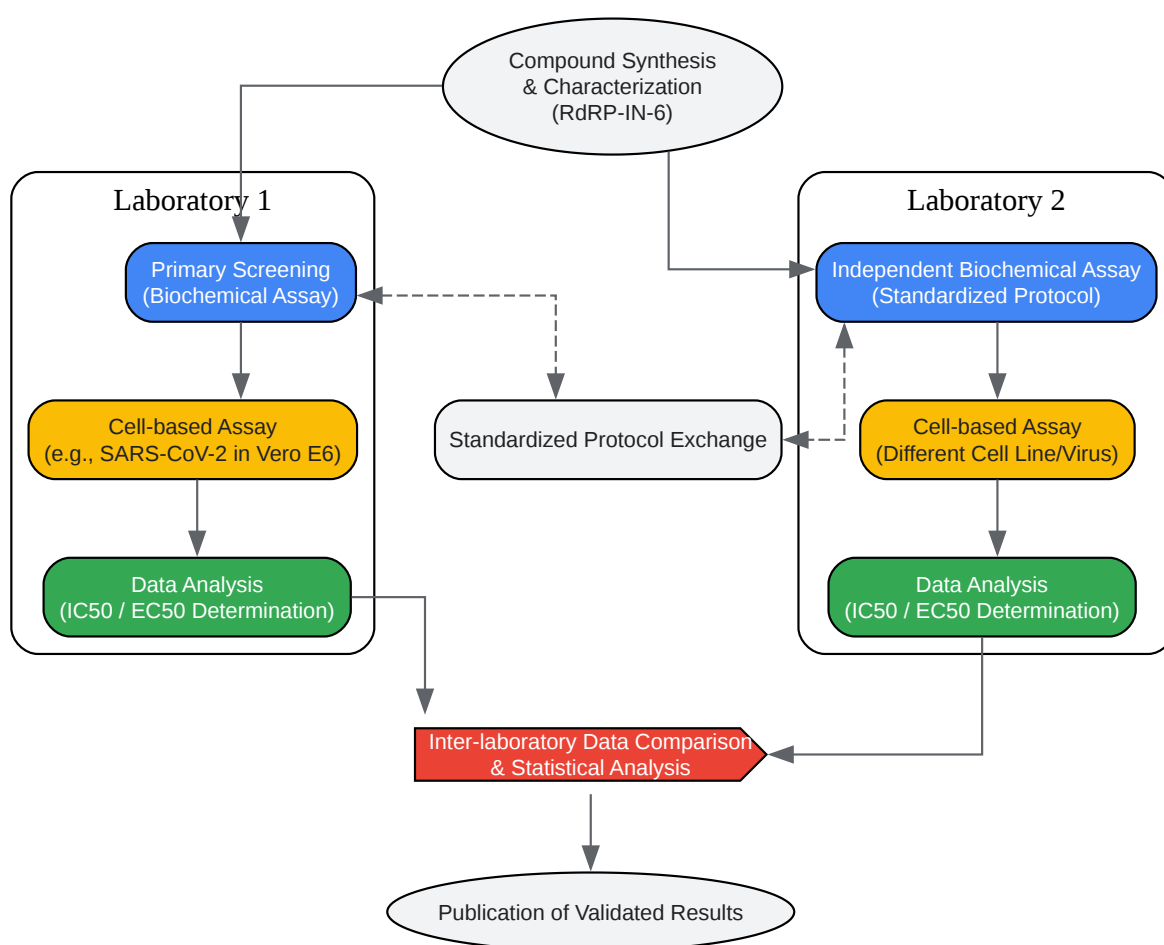 Compound Synthesis
& Characterization
(RdRP-IN-6)
Laboratory 1
Laboratory 2
Primary Screening
(Biochemical Assay)
Independent Biochemical Assay
(Standardized Protocol)
Cell-based Assay
(e.g., SARS-CoV-2 in Vero E6)
Standardized Protocol Exchange
Cell-based Assay
(Different Cell Line/Virus)
Data Analysis
(IC50 / EC50 Determination)
Data Analysis
(IC50 / EC50 Determination)
Inter-laboratory Data Comparison
& Statistical Analysis
Publication of Validated Results